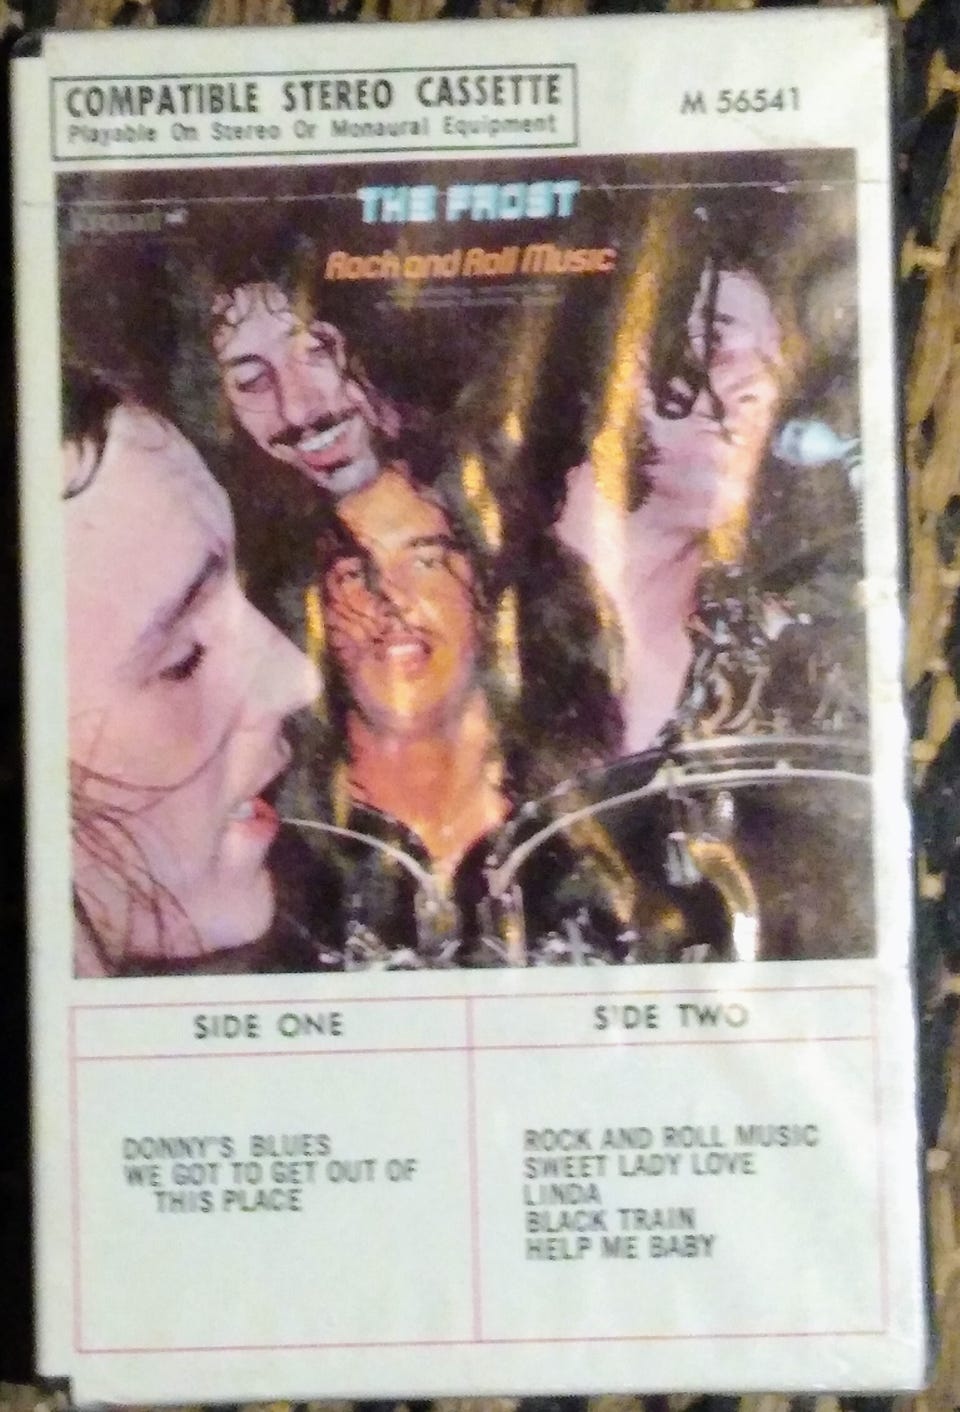 COMPATIBLE STEREO CASSETTE
Playable On Stereo Or Monaural Equipment
M 56541
THE FROST
Rock and Roll Music
SIDE ONE
DONNY'S BLUES
WE GOT TO GET OUT OF
THIS PLACE
SIDE TWO
ROCK AND ROLL MUSIC
SWEET LADY LOVE
LINDA
BLACK TRAIN
HELP ME BABY